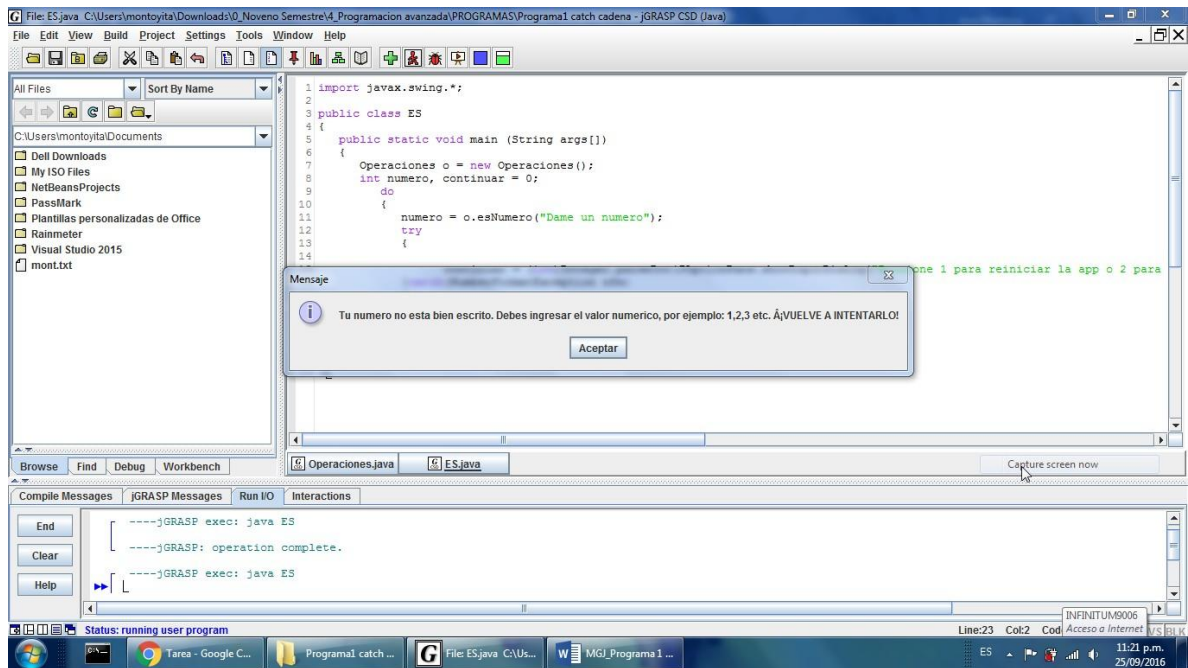 File: ES.java C:\Users\montoyita\Downloads\0_Noveno Semestre\4_Programacion avanzada\PROGRAMAS\Programa1 catch cadena - jGRASP CSD (Java)
File Edit View Build Project Settings Tools Window Help
All Files Sort By Name
C:\Users\montoyita\Documents
Dell Downloads
My ISO Files
NetBeansProjects
PassMark
Plantillas personalizadas de Office
Rainmeter
Visual Studio 2015
mont.txt
Browse Find Debug Workbench
1 import javax.swing.*;
2
3 public class ES
4 {
5 public static void main (String args[])
6 {
7 Operaciones o = new Operaciones();
8 int numero, continuar = 0;
9 do
10 {
11 numero = o.esNumero("Dame un numero");
12 try
13 {
14
one 1 para reiniciar la app o 2 para
Mensaje
Tu numero no esta bien escrito. Debes ingresar el valor numerico, por ejemplo: 1,2,3 etc. Â¡VUELVE A INTENTARLO!
Aceptar
Operaciones.java ES.java
Capture screen now
Compile Messages jGRASP Messages Run I/O Interactions
End
Clear
Help
----jGRASP exec: java ES
----jGRASP: operation complete.
----jGRASP exec: java ES
INFINITUM9006
Acceso a Internet
Status: running user program
Line:23 Col:2 Cod VS BLK
Tarea - Google C...
Programa1 catch ...
File: ES.java C:\Us...
MGJ_Programa 1 ...
ES
11:21 p.m.
25/09/2016